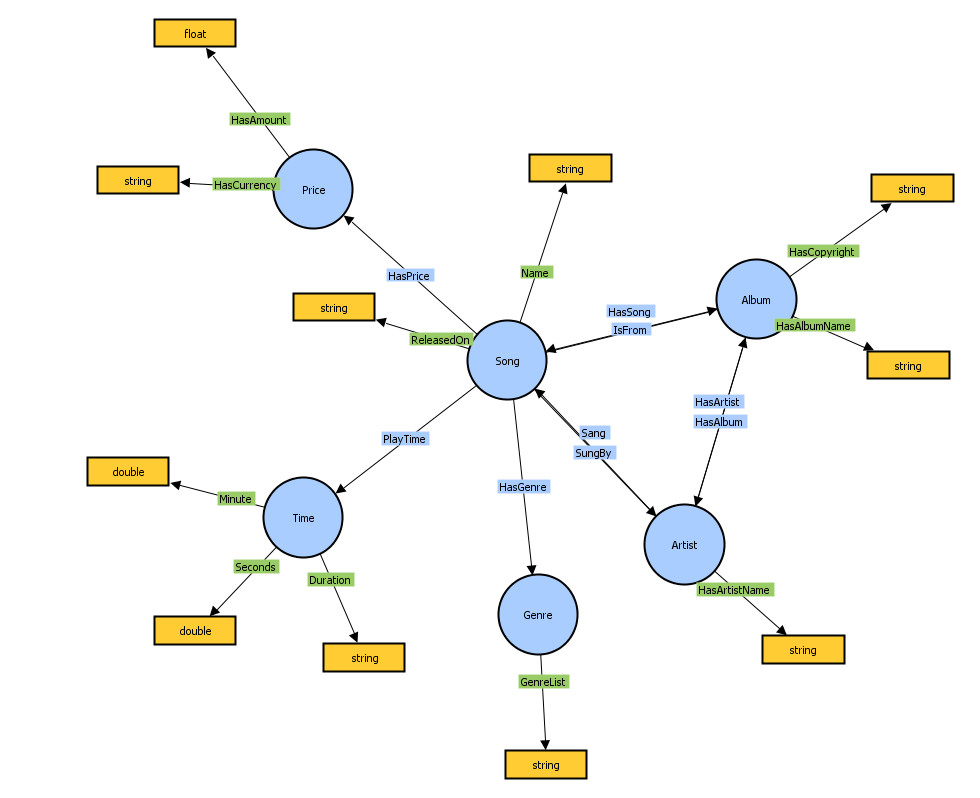 float
HasAmount
string
HasCurrency
Price
string
string
HasCopyright
HasPrice
Name
Album
string
ReleasedOn
HasSong
IsFrom
HasAlbumName
Song
string
HasArtist
HasAlbum
PlayTime
Sang
SungBy
double
HasGenre
Minute
Time
Artist
Seconds
Duration
HasArtistName
Genre
double
string
string
GenreList
string